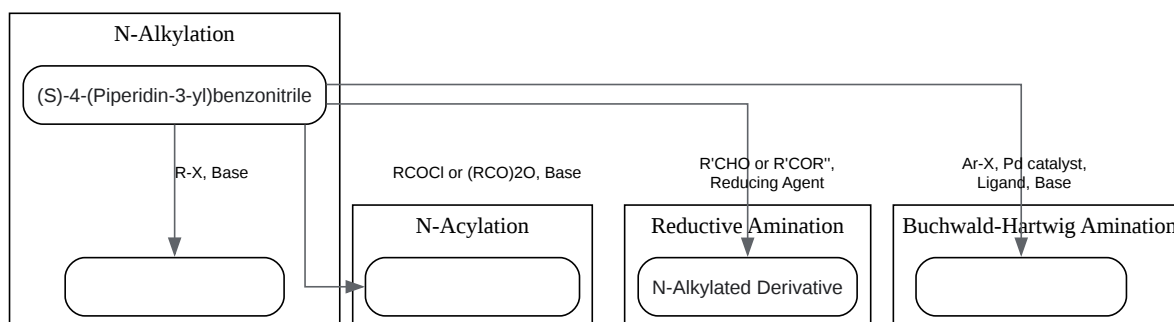 N-Alkylation
(S)-4-(Piperidin-3-yl)benzonitrile
R-X, Base
RCOCl or (RCO)2O, Base
R'CHO or R'COR'',
Reducing Agent
Ar-X, Pd catalyst,
Ligand, Base
N-Acylation
Reductive Amination
Buchwald-Hartwig Amination
N-Alkylated Derivative